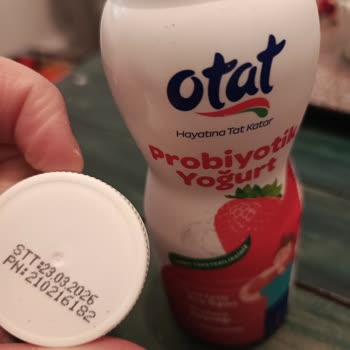 otat
Hayatına Tat Katar
Probiyotik
Yoğurt
STT:23.03.2026
PN:210216182